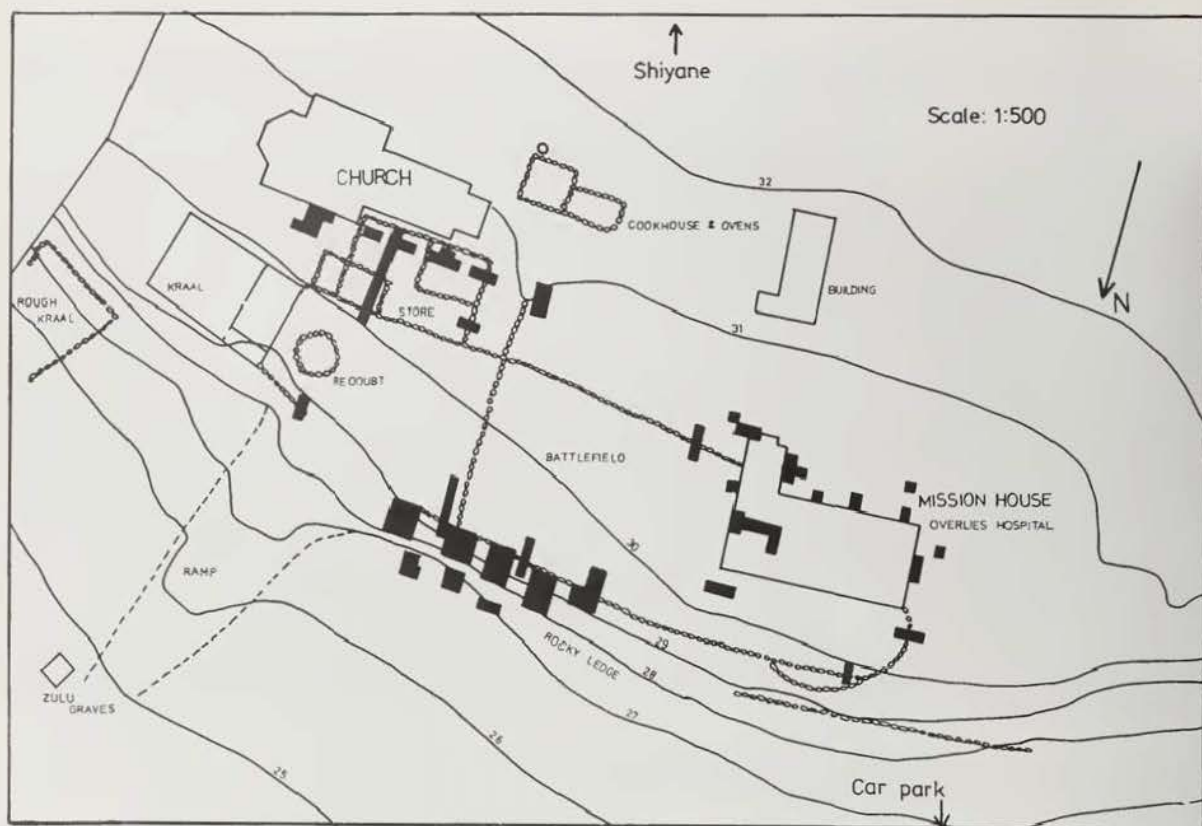 Shiyane
Scale: 1:500
CHURCH
32
COOKHOUSE & OVENS
N
KRAAL
BUILDING
ROUGH
KRAAL
STORE
31
REDOUBT
BATTLEFIELD
MISSION HOUSE
OVERLIES HOSPITAL
30
RAMP
ROCKY LEDGE
29
28
ZULU
GRAVES
27
26
25
Car park